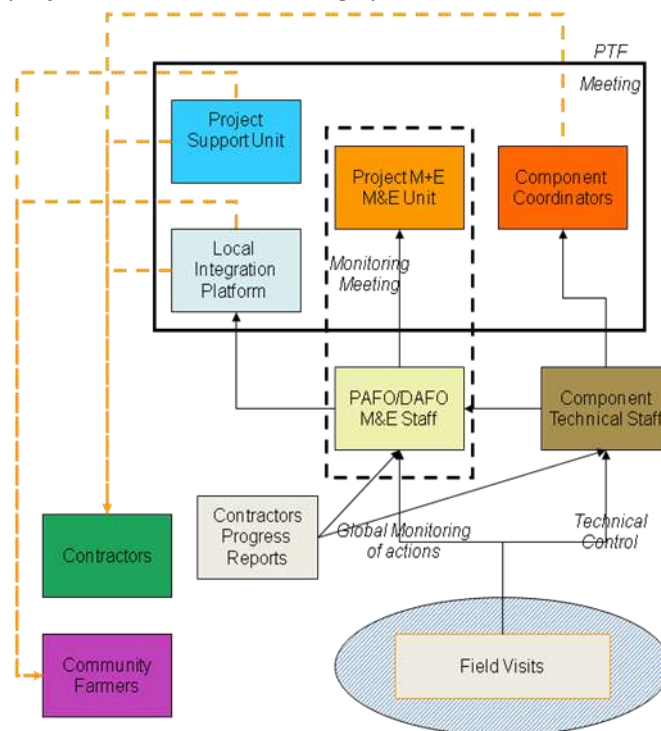 PTF
Meeting
Project
Support Unit
Project M+E
M&E Unit
Component
Coordinators
Local
Integration
Platform
Monitoring
Meeting
PAFO/DAFO
M&E Staff
Component
Technical Staff
Contractors
Progress
Reports
Global Monitoring
of actions
Technical
Control
Contractors
Community
Farmers
Field Visits